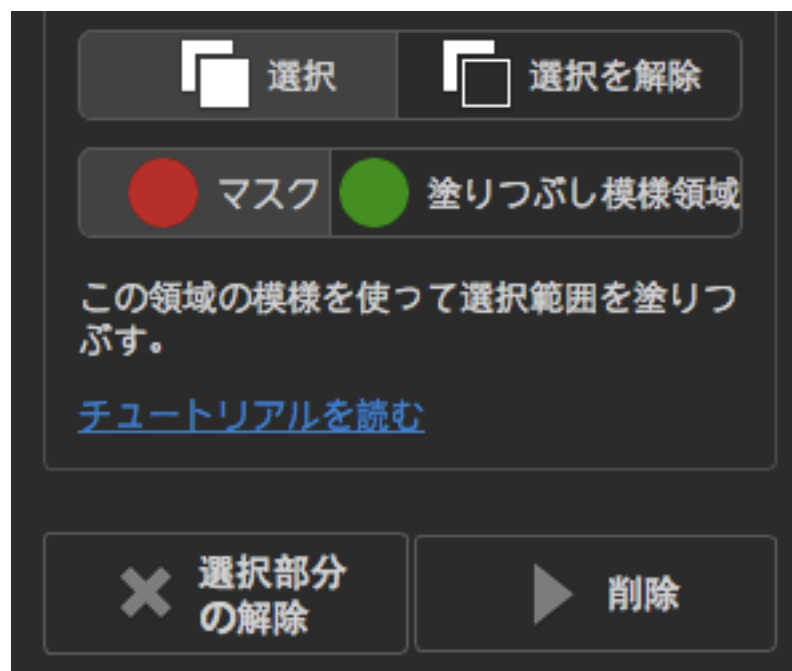 選択
選択を解除
マスク
塗りつぶし模様領域
この領域の模様を使って選択範囲を塗りつ
ぶす。
チュートリアルを読む
選択部分
の解除
削除